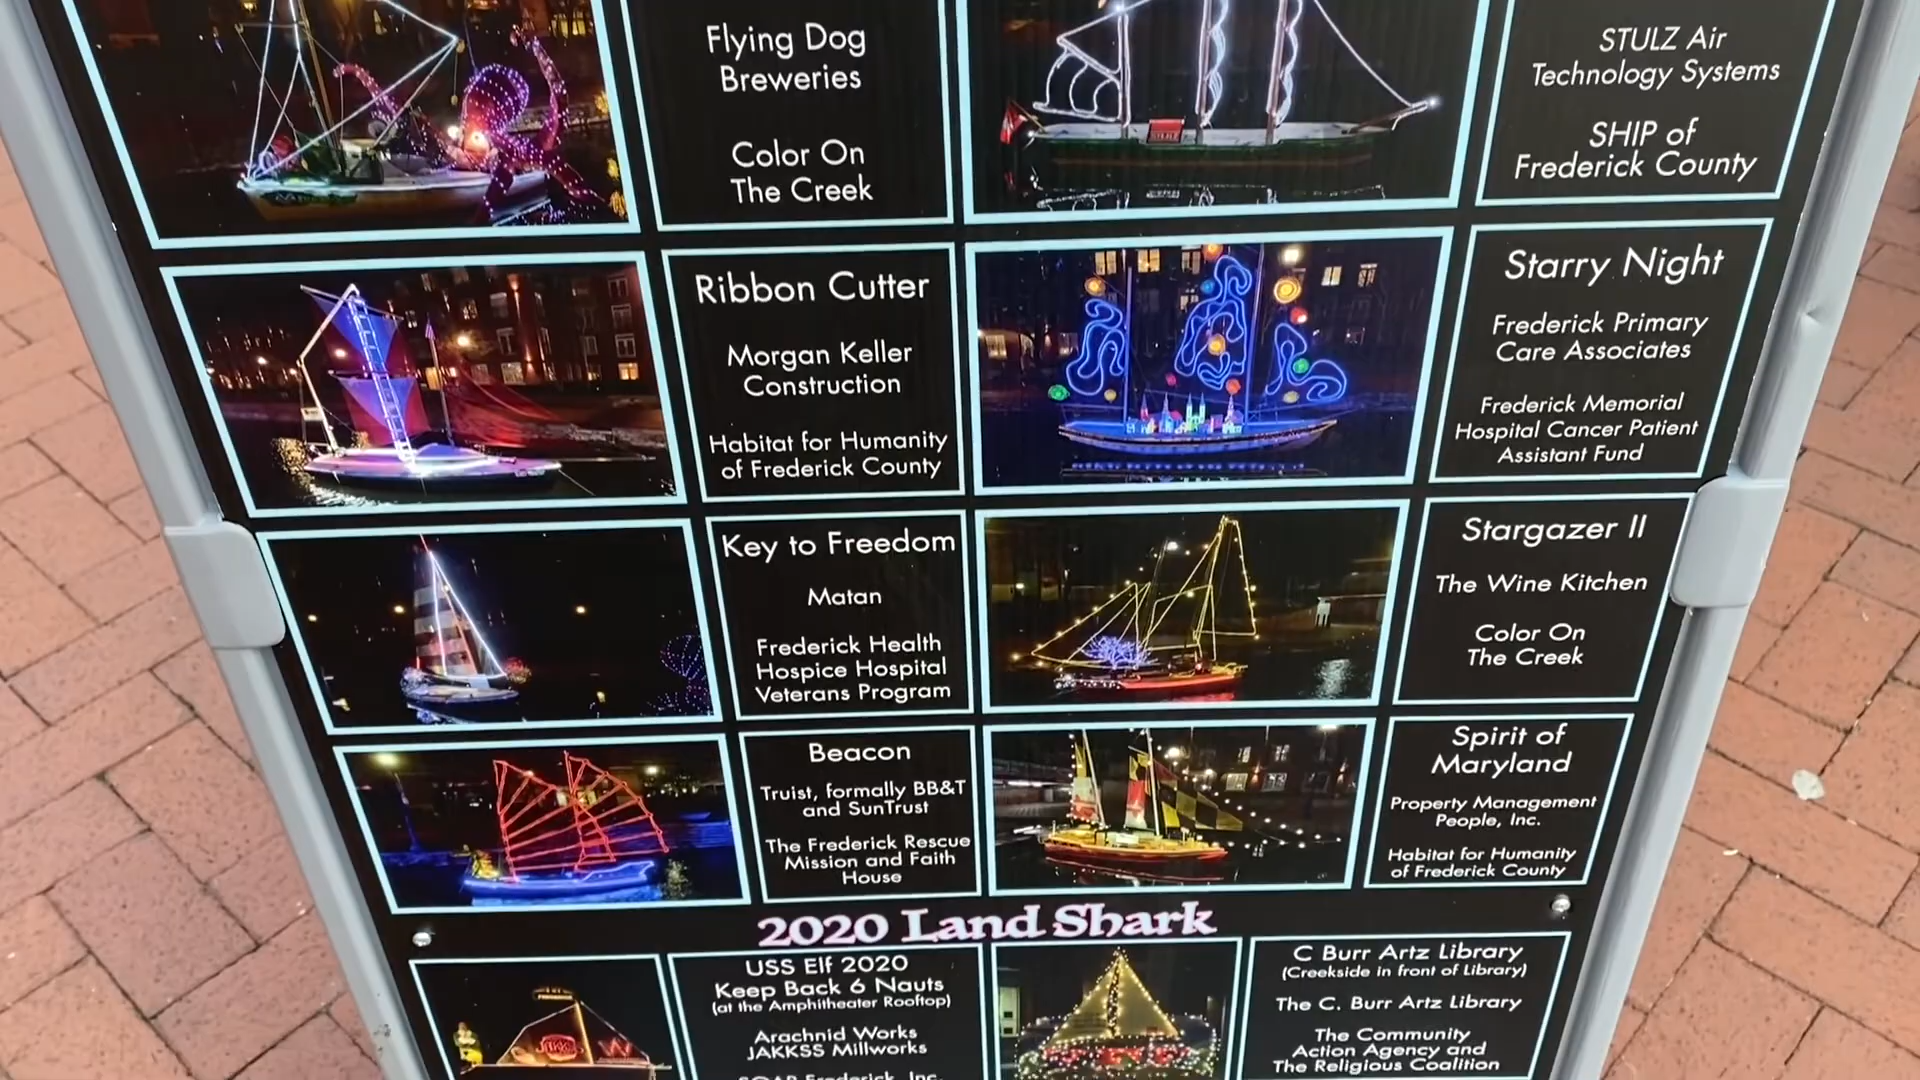 Flying Dog
Breweries
Color On
The Creek
STULZ Air
Technology Systems
SHIP of
Frederick County
Ribbon Cutter
Morgan Keller
Construction
Habitat for Humanity
of Frederick County
Starry Night
Frederick Primary
Care Associates
Frederick Memorial
Hospital Cancer Patient
Assistant Fund
Key to Freedom
Matan
Frederick Health
Hospice Hospital
Veterans Program
Stargazer II
The Wine Kitchen
Color On
The Creek
Beacon
Truist, formally BB&T
and SunTrust
The Frederick Rescue
Mission and Faith
House
Spirit of
Maryland
Property Management
People, Inc.
Habitat for Humanity
of Frederick County
2020 Land Shark
USS Elf 2020
Keep Back 6 Nauts
(at the Amphitheater Rooftop)
Arachnid Works
JAKKSS Millworks
SOAR Frederick, Inc.
C Burr Artz Library
(Creekside in front of Library)
The C. Burr Artz Library
The Community
Action Agency and
The Religious Coalition